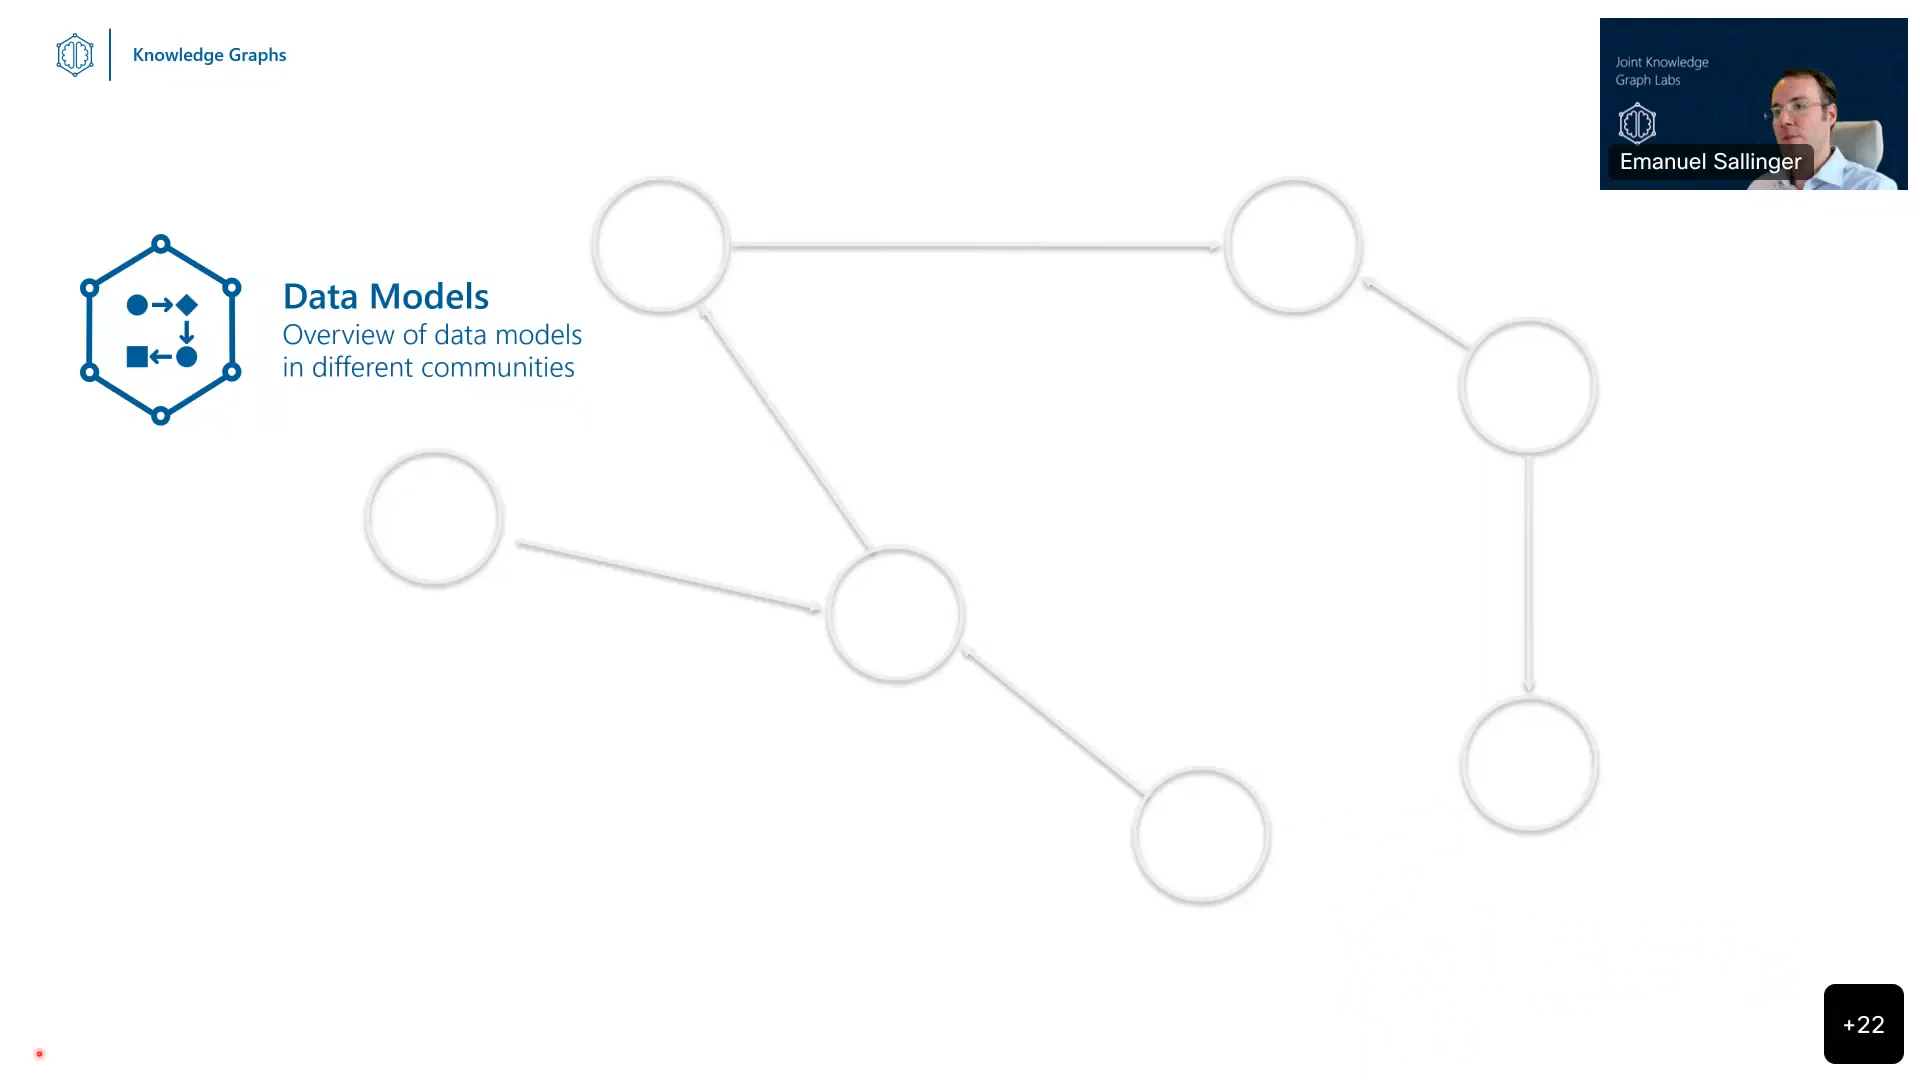 Knowledge Graphs
Joint Knowledge
Graph Labs
Emanuel Sallinger
Data Models
Overview of data models
in different communities
+22